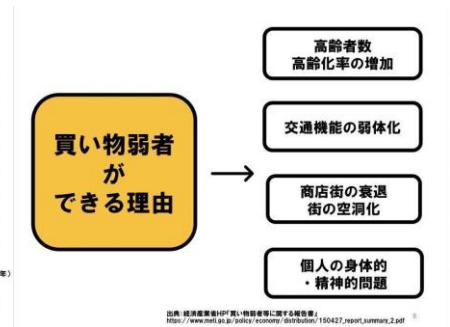 買い物弱者
が
できる理由
高齢者数
高齢化率の増加
交通機能の弱体化
商店街の衰退
街の空洞化
個人の身体的
・精神的問題
年）
出典：経済産業省HP「買い物弱者等に関する報告書」
https://www.meti.go.jp/policy/economy/distribution/150427_report_summary_2.pdf